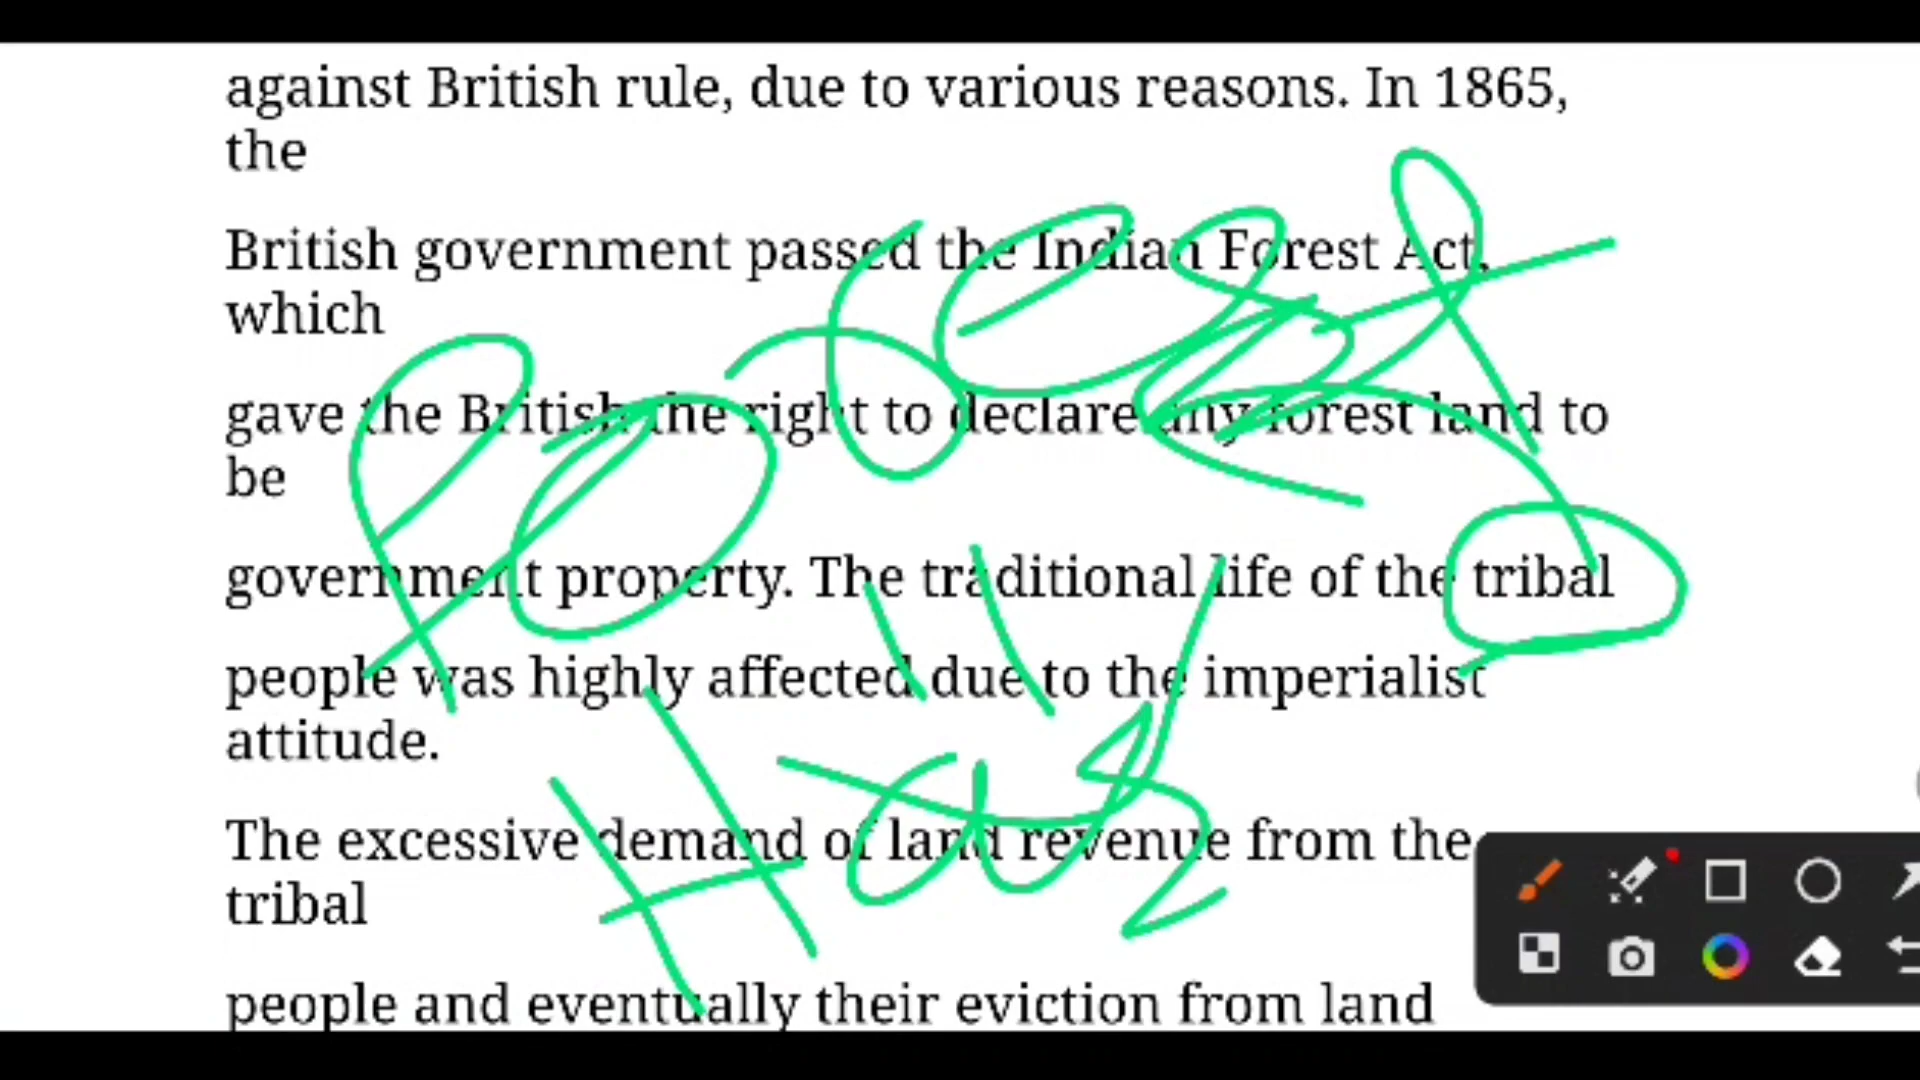 against British rule, due to various reasons. In 1865,
the
British government passed the Indian Forest Act,
which
gave the British the right to declare any forest land to
be
government property. The traditional life of the tribal
people was highly affected due to the imperialist
attitude.
The excessive demand of land revenue from the
tribal
people and eventually their eviction from land